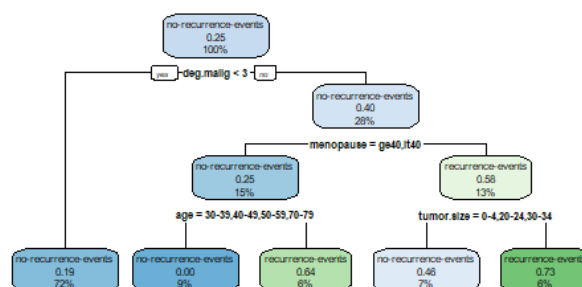 no-recurrence-events
0.25
100%
yes deg.malig < 3 no
no-recurrence-events
0.40
28%
menopause = ge40,lt40
no-recurrence-events
0.25
15%
recurrence-events
0.58
13%
age = 30-39,40-49,50-59,70-79
tumor.size = 0-4,20-24,30-34
no-recurrence-events
0.19
72%
no-recurrence-events
0.00
9%
recurrence-events
0.64
6%
no-recurrence-events
0.46
7%
recurrence-events
0.73
6%